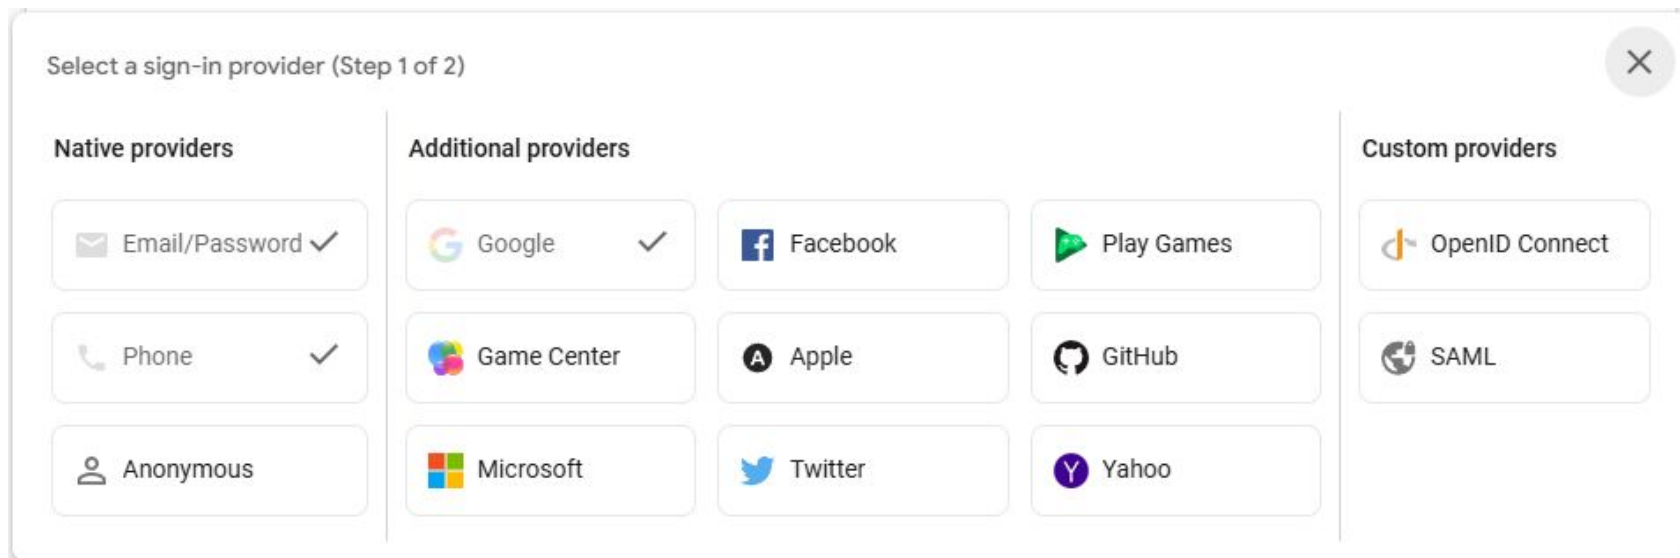 Select a sign-in provider (Step 1 of 2)
Native providers
Additional providers
Custom providers
Email/Password
Google
Facebook
Play Games
OpenID Connect
Phone
Game Center
Apple
GitHub
SAML
Anonymous
Microsoft
Twitter
Yahoo